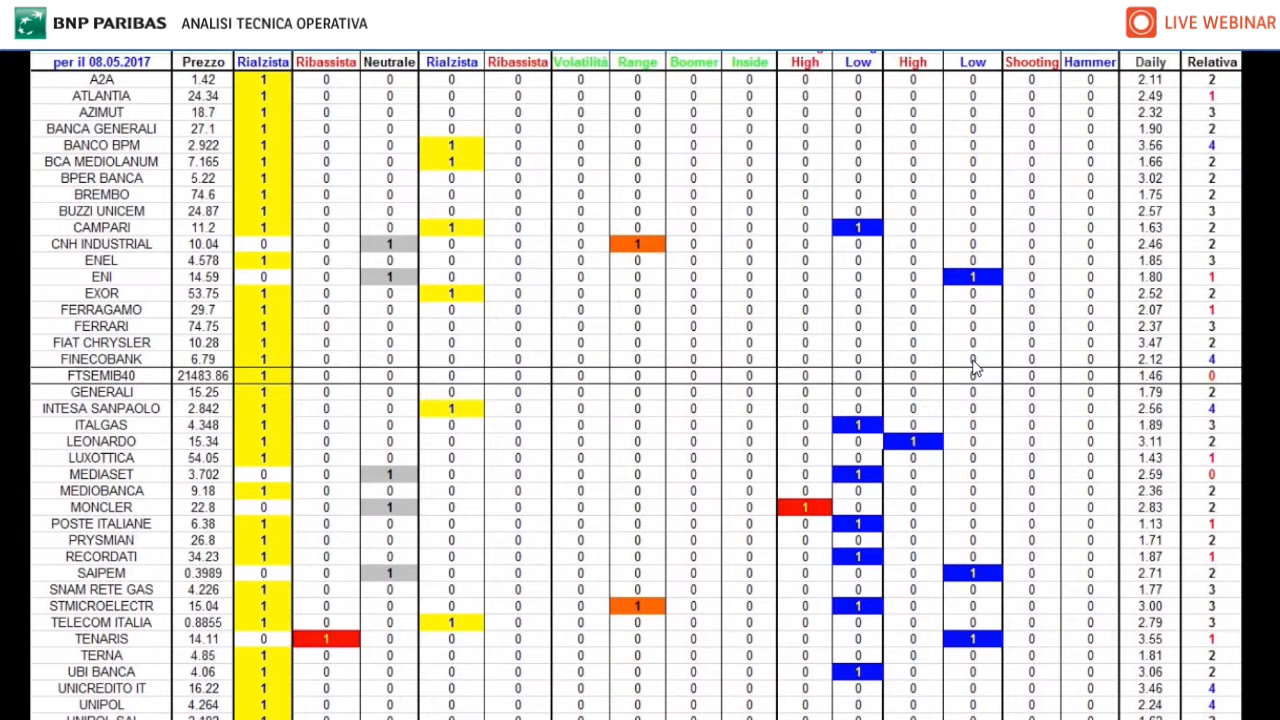 BNP PARIBAS ANALISI TECNICA OPERATIVA LIVE WEBINAR
per il 08.05.2017 Prezzo Rialzista Ribassista Neutrale Rialzista Ribassista Volatilità Range Boomer Inside High Low High Low Shooting Hammer Daily Relativa
A2A 1.42 1 0 0 0 0 0 0 0 0 0 0 0 0 0 0 2.11 2
ATLANTIA 24.34 1 0 0 0 0 0 0 0 0 0 0 0 0 0 0 2.49 1
AZIMUT 18.7 1 0 0 0 0 0 0 0 0 0 0 0 0 0 0 2.32 3
BANCA GENERALI 27.1 1 0 0 0 0 0 0 0 0 0 0 0 0 0 0 1.90 2
BANCO BPM 2.922 1 0 0 1 0 0 0 0 0 0 0 0 0 0 0 3.56 4
BCA MEDIOLANUM 7.165 1 0 0 1 0 0 0 0 0 0 0 0 0 0 0 1.66 2
BPER BANCA 5.22 1 0 0 0 0 0 0 0 0 0 0 0 0 0 0 3.02 2
BREMBO 74.6 1 0 0 0 0 0 0 0 0 0 0 0 0 0 0 1.75 2
BUZZI UNICEM 24.87 1 0 0 0 0 0 0 0 0 0 0 0 0 0 0 2.57 3
CAMPARI 11.2 1 0 0 1 0 0 0 0 0 0 1 0 0 0 0 1.63 2
CNH INDUSTRIAL 10.04 0 0 1 0 0 0 1 0 0 0 0 0 0 0 0 2.46 2
ENEL 4.578 1 0 0 0 0 0 0 0 0 0 0 0 0 0 0 1.85 3
ENI 14.59 0 0 1 0 0 0 0 0 0 0 0 0 1 0 0 1.80 1
EXOR 53.75 1 0 0 1 0 0 0 0 0 0 0 0 0 0 0 2.52 2
FERRAGAMO 29.7 1 0 0 0 0 0 0 0 0 0 0 0 0 0 0 2.07 1
FERRARI 74.75 1 0 0 0 0 0 0 0 0 0 0 0 0 0 0 2.37 3
FIAT CHRYSLER 10.28 1 0 0 0 0 0 0 0 0 0 0 0 0 0 0 3.47 2
FINECOBANK 6.79 1 0 0 0 0 0 0 0 0 0 0 0 0 0 0 2.12 4
FTSEMIB40 21483.86 1 0 0 0 0 0 0 0 0 0 0 0 0 0 0 1.46 0
GENERALI 15.25 1 0 0 0 0 0 0 0 0 0 0 0 0 0 0 1.79 2
INTESA SANPAOLO 2.842 1 0 0 1 0 0 0 0 0 0 0 0 0 0 0 2.56 4
ITALGAS 4.348 1 0 0 0 0 0 0 0 0 0 1 0 0 0 0 1.89 3
LEONARDO 15.34 1 0 0 0 0 0 0 0 0 0 0 1 0 0 0 3.11 2
LUXOTTICA 54.05 1 0 0 0 0 0 0 0 0 0 0 0 0 0 0 1.43 1
MEDIASET 3.702 0 0 1 0 0 0 0 0 0 0 1 0 0 0 0 2.59 0
MEDIOBANCA 9.18 1 0 0 0 0 0 0 0 0 0 0 0 0 0 0 2.36 2
MONCLER 22.8 0 0 1 0 0 0 0 0 0 1 0 0 0 0 0 2.83 2
POSTE ITALIANE 6.38 1 0 0 0 0 0 0 0 0 0 1 0 0 0 0 1.13 1
PRYSMIAN 26.8 1 0 0 0 0 0 0 0 0 0 0 0 0 0 0 1.71 2
RECORDATI 34.23 1 0 0 0 0 0 0 0 0 0 1 0 0 0 0 1.87 1
SAIPEM 0.3989 0 0 1 0 0 0 0 0 0 0 0 0 1 0 0 2.71 2
SNAM RETE GAS 4.226 1 0 0 0 0 0 0 0 0 0 0 0 0 0 0 1.77 3
STMICROELECTR 15.04 1 0 0 0 0 0 1 0 0 0 1 0 0 0 0 3.00 3
TELECOM ITALIA 0.8855 1 0 0 1 0 0 0 0 0 0 0 0 0 0 0 2.79 3
TENARIS 14.11 0 1 0 0 0 0 0 0 0 0 0 0 1 0 0 3.55 1
TERNA 4.85 1 0 0 0 0 0 0 0 0 0 0 0 0 0 0 1.81 2
UBI BANCA 4.06 1 0 0 0 0 0 0 0 0 0 1 0 0 0 0 3.06 2
UNICREDITO IT 16.22 1 0 0 0 0 0 0 0 0 0 0 0 0 0 0 3.46 4
UNIPOL 4.264 1 0 0 0 0 0 0 0 0 0 0 0 0 0 0 2.24 4